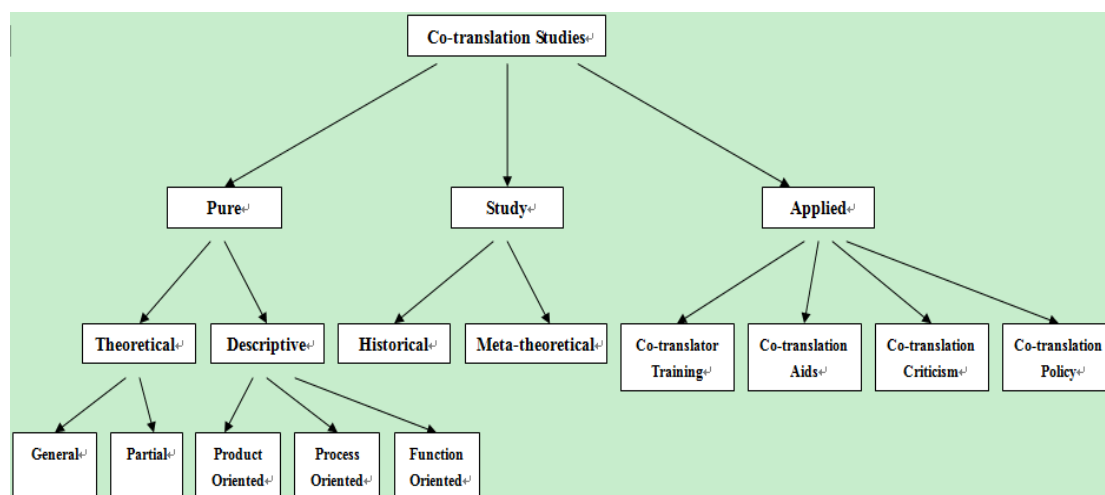 Co-translation Studies
Pure
Study
Applied
Theoretical
Descriptive
Historical
Meta-theoretical
Co-translator
Training
Co-translation
Aids
Co-translation
Criticism
Co-translation
Policy
General
Partial
Product
Oriented
Process
Oriented
Function
Oriented